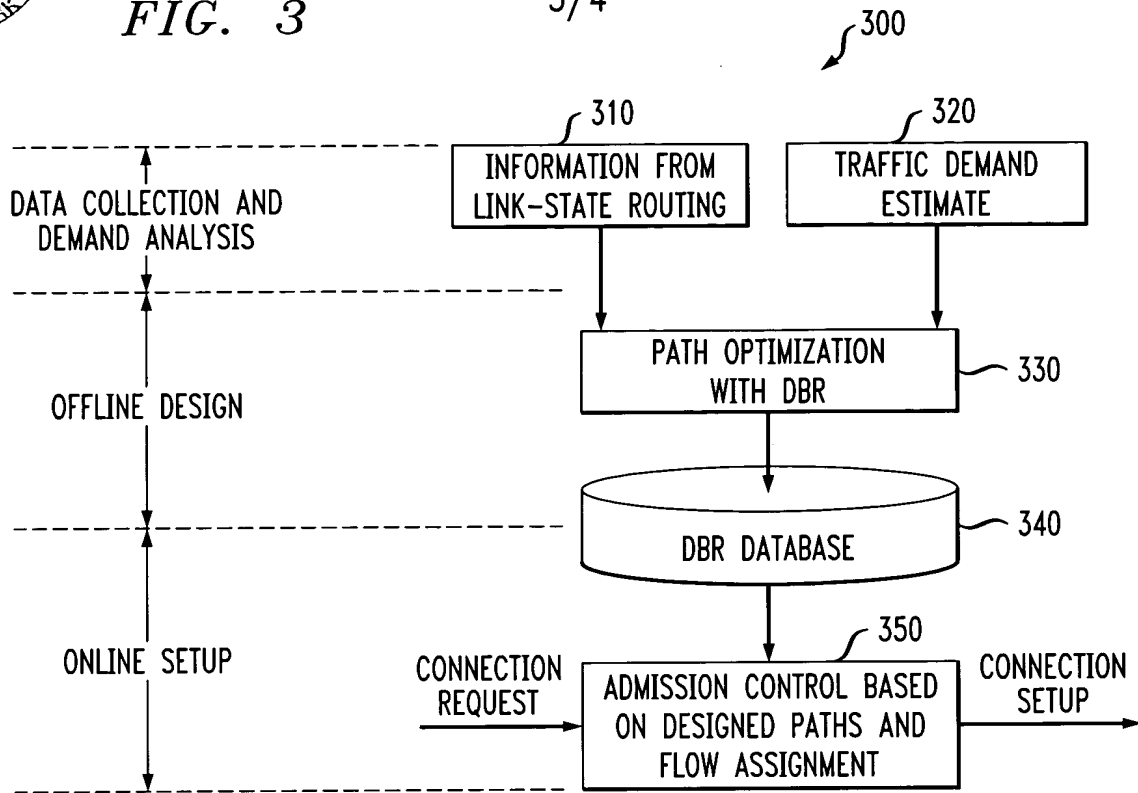 FIG. 3
3/4
300
310
320
INFORMATION FROM
LINK-STATE ROUTING
TRAFFIC DEMAND
ESTIMATE
DATA COLLECTION AND
DEMAND ANALYSIS
PATH OPTIMIZATION
WITH DBR
330
OFFLINE DESIGN
DBR DATABASE
340
ONLINE SETUP
350
CONNECTION
REQUEST
ADMISSION CONTROL BASED
ON DESIGNED PATHS AND
FLOW ASSIGNMENT
CONNECTION
SETUP